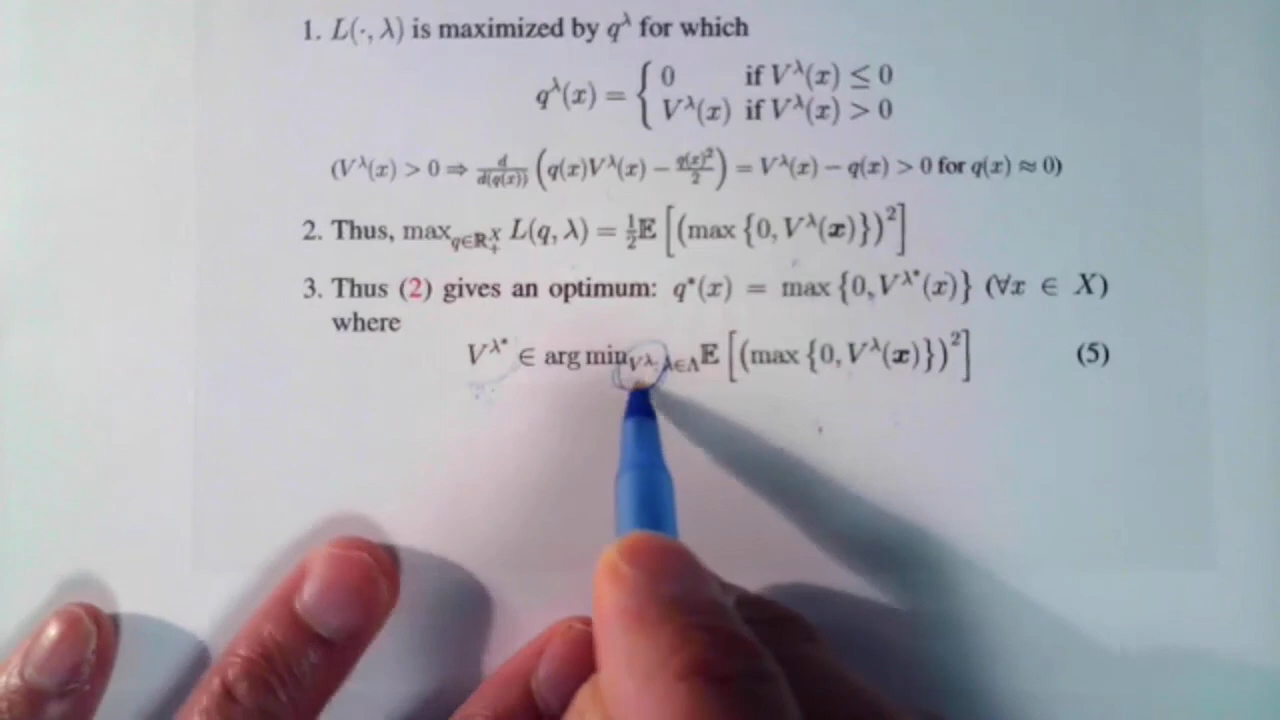 1. L(·, λ) is maximized by q^λ for which
q^λ(x) = { 0 if V^λ(x) ≤ 0
V^λ(x) if V^λ(x) > 0
(V^λ(x) > 0 ⇒ d/d(q(x)) (q(x)V^λ(x) − q(x)²/2) = V^λ(x) − q(x) > 0 for q(x) ≈ 0)
2. Thus, max_{q∈ℝ₊^X} L(q, λ) = ½𝔼 [(max {0, V^λ(x)})²]
3. Thus (2) gives an optimum: q*(x) = max {0, V^{λ*}(x)} (∀x ∈ X)
where
V^{λ*} ∈ arg min_{V^λ: λ∈Λ} 𝔼 [(max {0, V^λ(x)})²] (5)